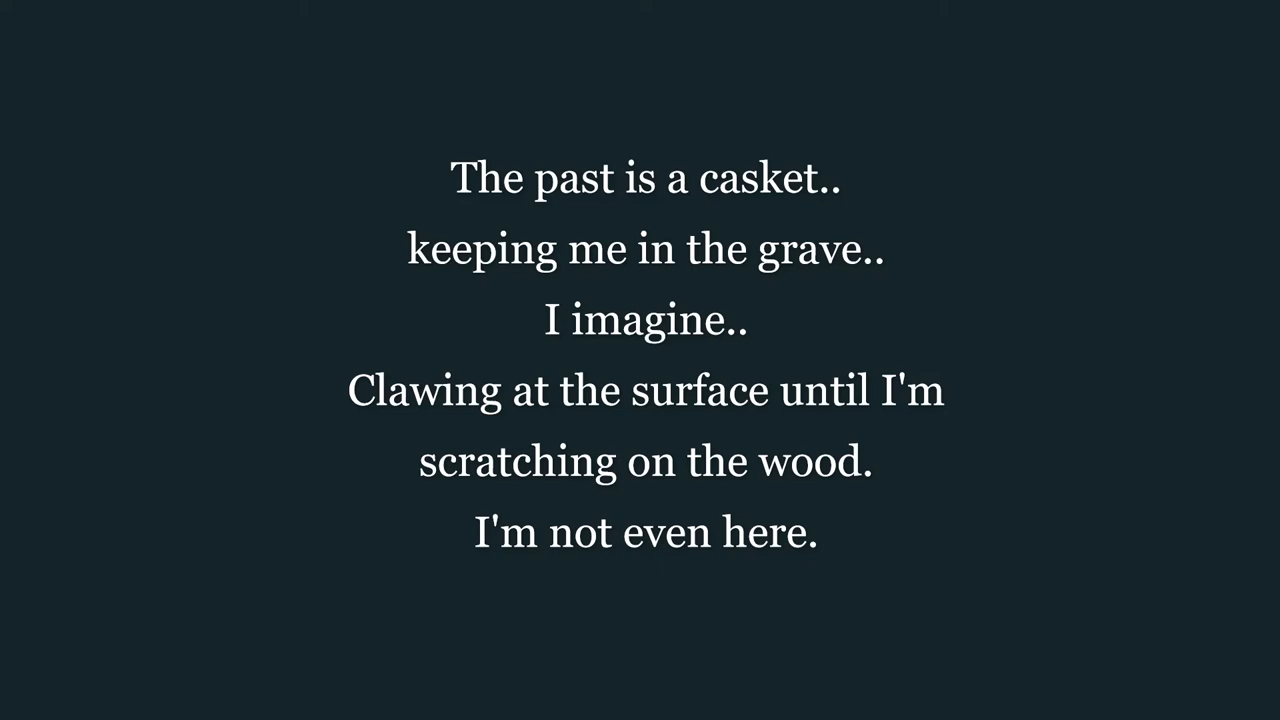 The past is a casket..
keeping me in the grave..
I imagine..
Clawing at the surface until I'm
scratching on the wood.
I'm not even here.